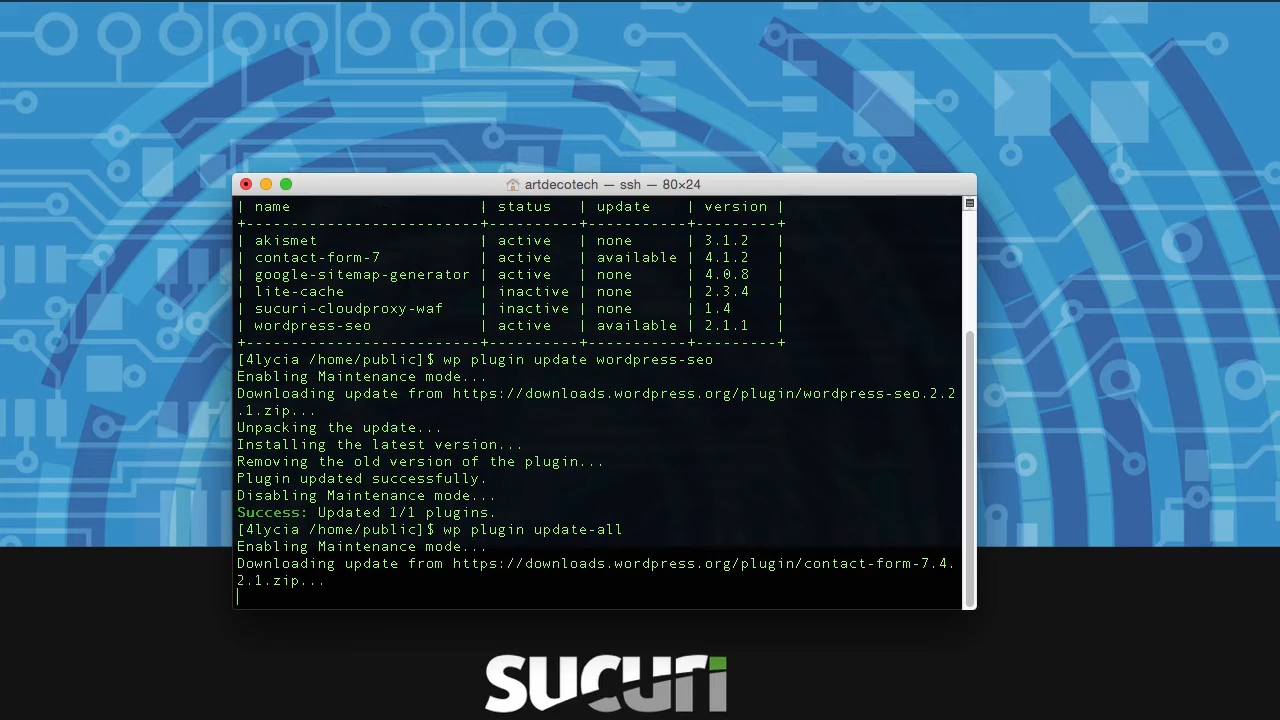 artdecotech — ssh — 80×24
| name | status | update | version |
+-------------------------+----------+-----------+---------+
| akismet | active | none | 3.1.2 |
| contact-form-7 | active | available | 4.1.2 |
| google-sitemap-generator | active | none | 4.0.8 |
| lite-cache | inactive | none | 2.3.4 |
| sucuri-cloudproxy-waf | inactive | none | 1.4 |
| wordpress-seo | active | available | 2.1.1 |
+-------------------------+----------+-----------+---------+
[4lycia /home/public]$ wp plugin update wordpress-seo
Enabling Maintenance mode...
Downloading update from https://downloads.wordpress.org/plugin/wordpress-seo.2.2
.1.zip...
Unpacking the update...
Installing the latest version...
Removing the old version of the plugin...
Plugin updated successfully.
Disabling Maintenance mode...
Success: Updated 1/1 plugins.
[4lycia /home/public]$ wp plugin update-all
Enabling Maintenance mode...
Downloading update from https://downloads.wordpress.org/plugin/contact-form-7.4.
2.1.zip...
sucuri